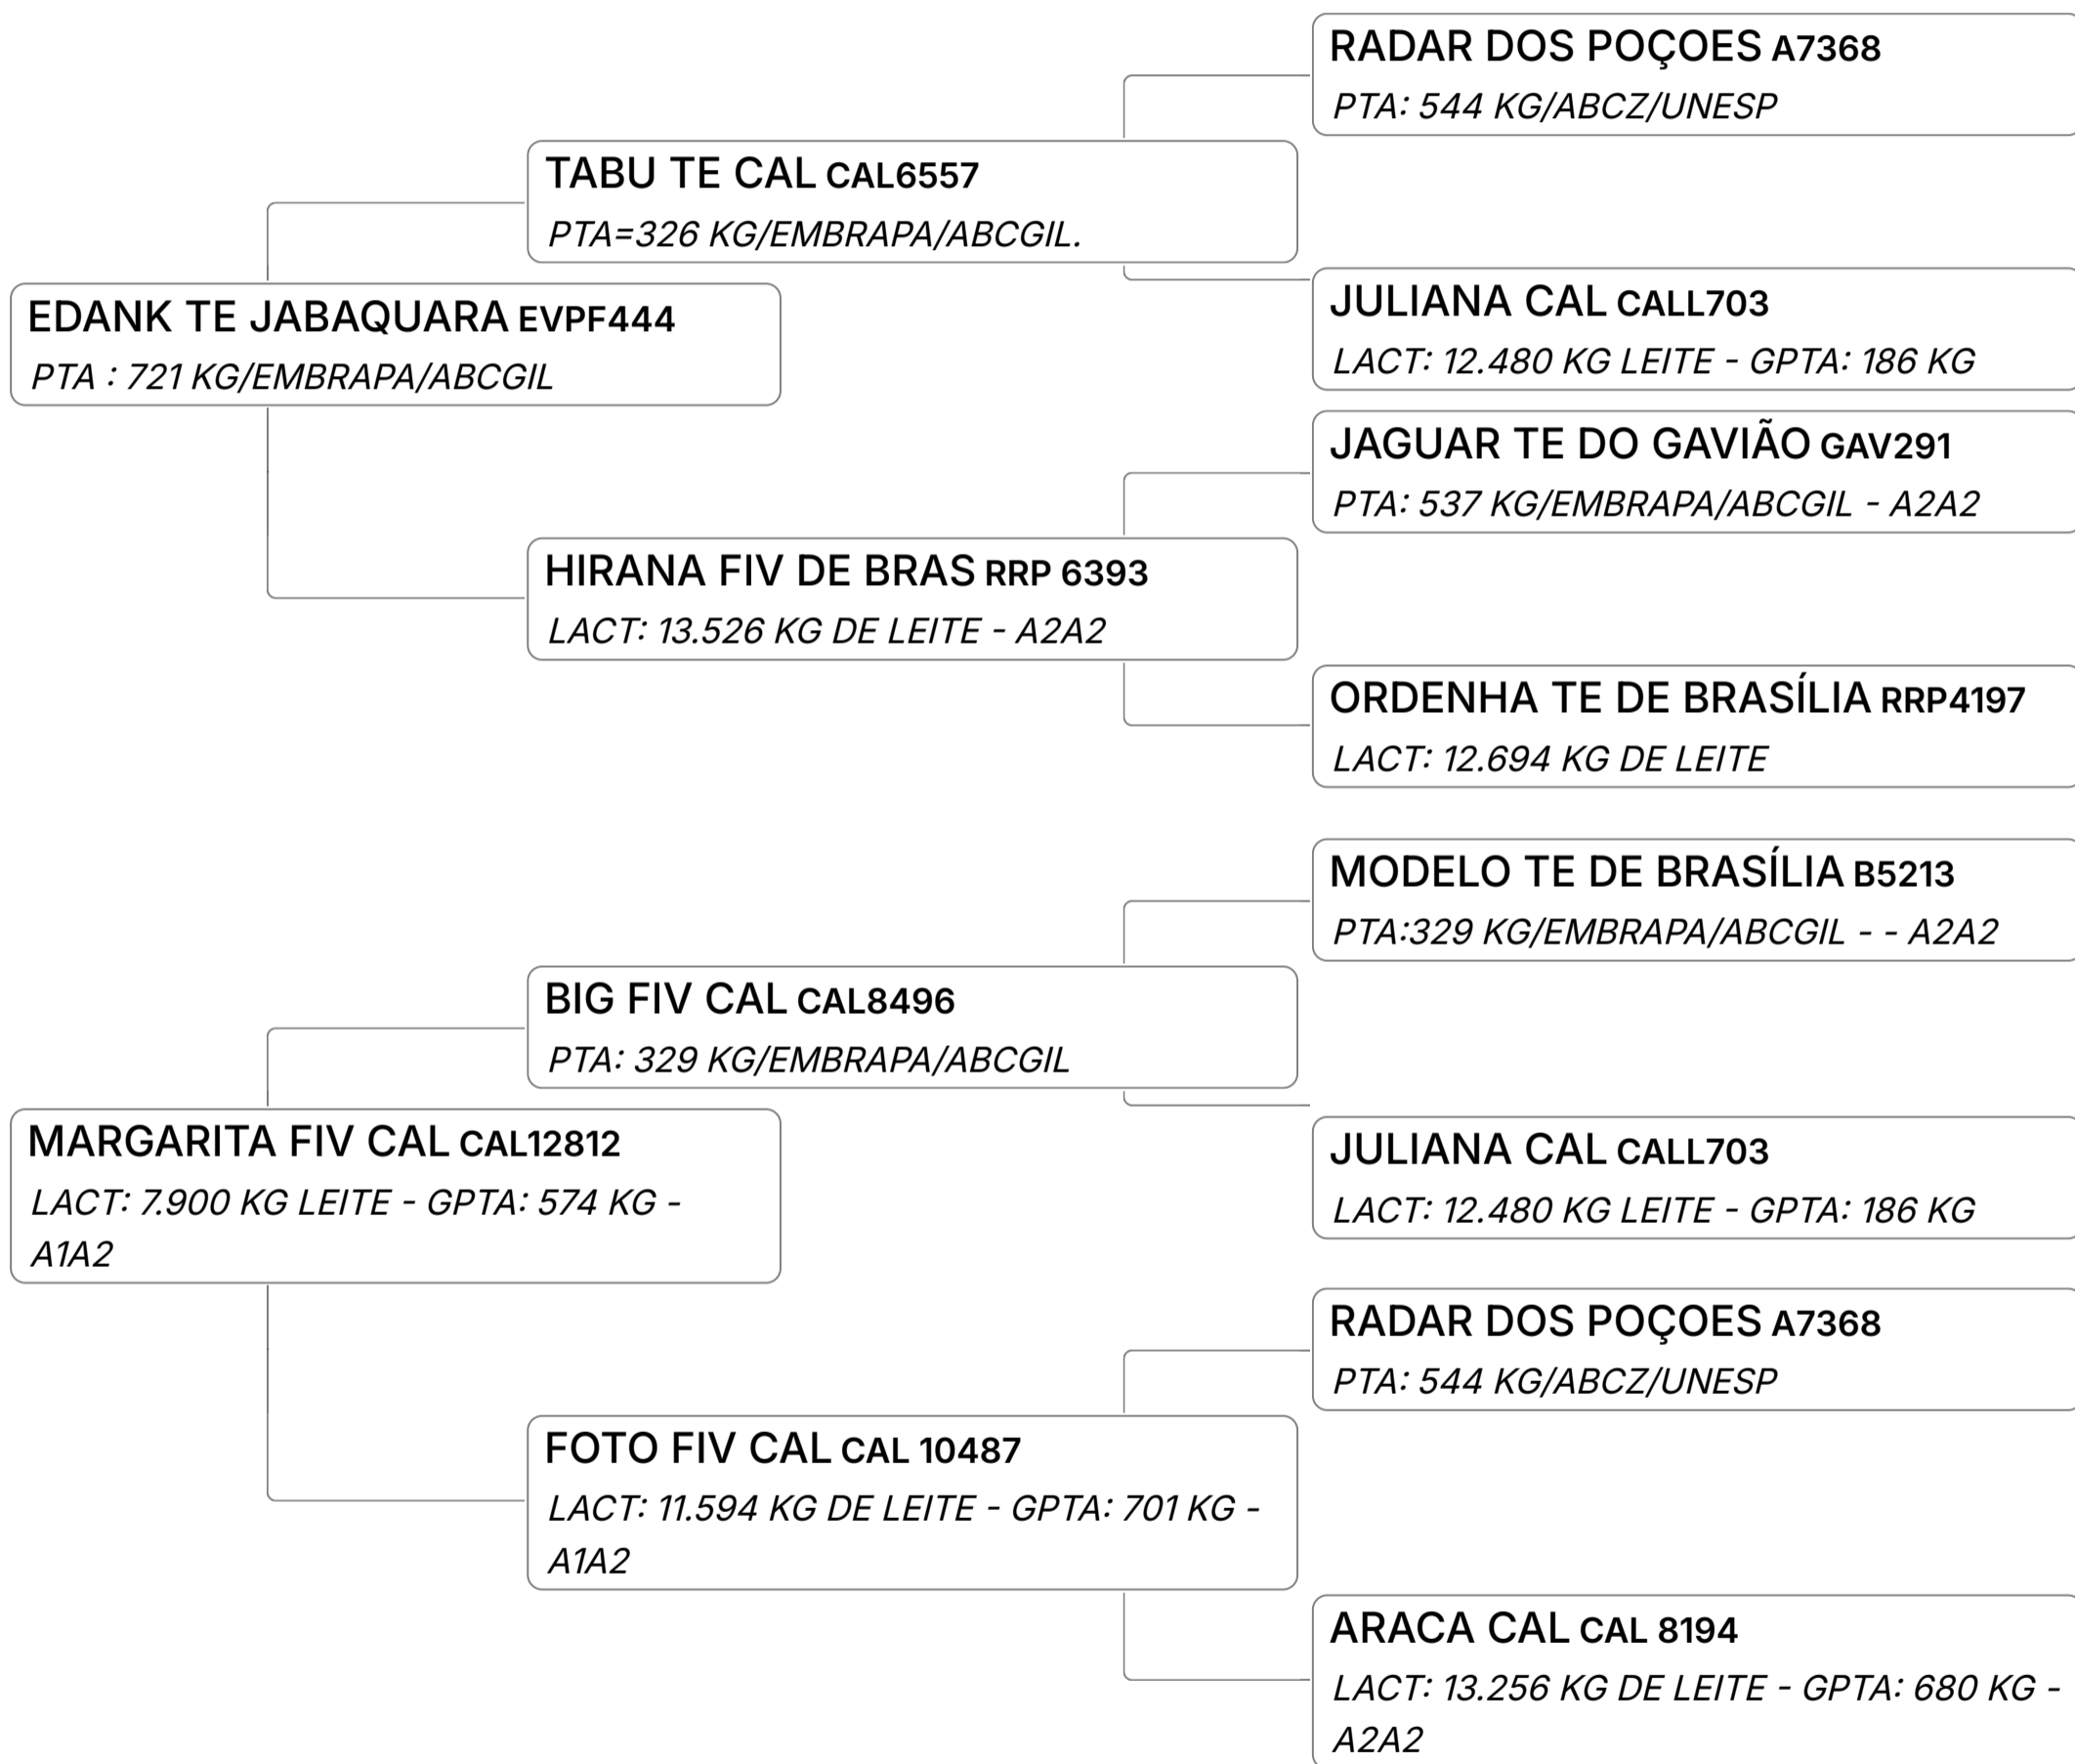 RADAR DOS POÇOES A7368
PTA: 544 KG/ABCZ/UNESP
TABU TE CAL CAL6557
PTA=326 KG/EMBRAPA/ABCGIL.
JULIANA CAL CALL703
LACT: 12.480 KG LEITE - GPTA: 186 KG
EDANK TE JABAQUARA EVPF444
PTA : 721 KG/EMBRAPA/ABCGIL
JAGUAR TE DO GAVIÃO GAV291
PTA: 537 KG/EMBRAPA/ABCGIL - A2A2
HIRANA FIV DE BRAS RRP 6393
LACT: 13.526 KG DE LEITE - A2A2
ORDENHA TE DE BRASÍLIA RRP4197
LACT: 12.694 KG DE LEITE
MODELO TE DE BRASÍLIA B5213
PTA:329 KG/EMBRAPA/ABCGIL - - A2A2
BIG FIV CAL CAL8496
PTA: 329 KG/EMBRAPA/ABCGIL
JULIANA CAL CALL703
LACT: 12.480 KG LEITE - GPTA: 186 KG
MARGARITA FIV CAL CAL12812
LACT: 7.900 KG LEITE - GPTA: 574 KG -
A1A2
RADAR DOS POÇOES A7368
PTA: 544 KG/ABCZ/UNESP
FOTO FIV CAL CAL 10487
LACT: 11.594 KG DE LEITE - GPTA: 701 KG -
A1A2
ARACA CAL CAL 8194
LACT: 13.256 KG DE LEITE - GPTA: 680 KG -
A2A2